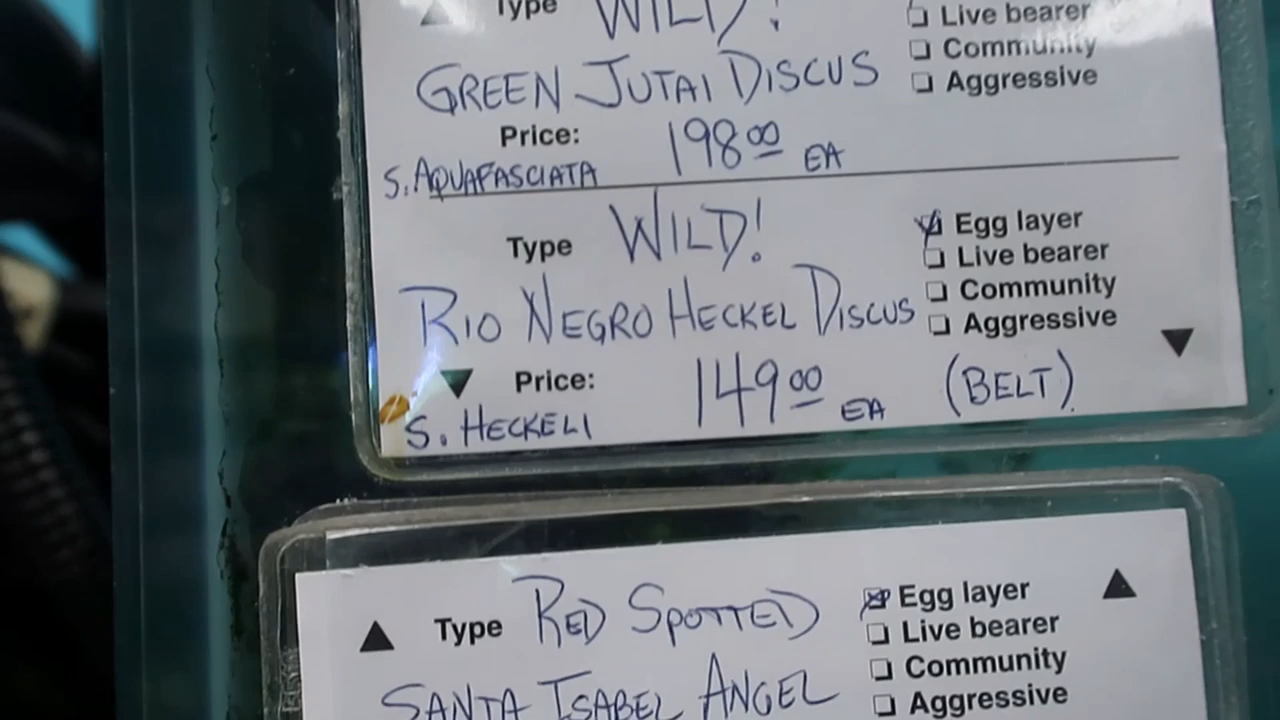 Type WILD! ☐ Live bearer
☐ Community
GREEN JUTAI DISCUS ☐ Aggressive
Price: 198.00 EA
S. AQUAFASCIATA
Type WILD! ☑ Egg layer
☐ Live bearer
RIO NEGRO HECKEL DISCUS ☐ Community
☐ Aggressive
Price: 149.00 EA (BELT)
S. HECKELI
Type RED SPOTTED ☑ Egg layer
☐ Live bearer
SANTA ISABEL ANGEL ☐ Community
☐ Aggressive